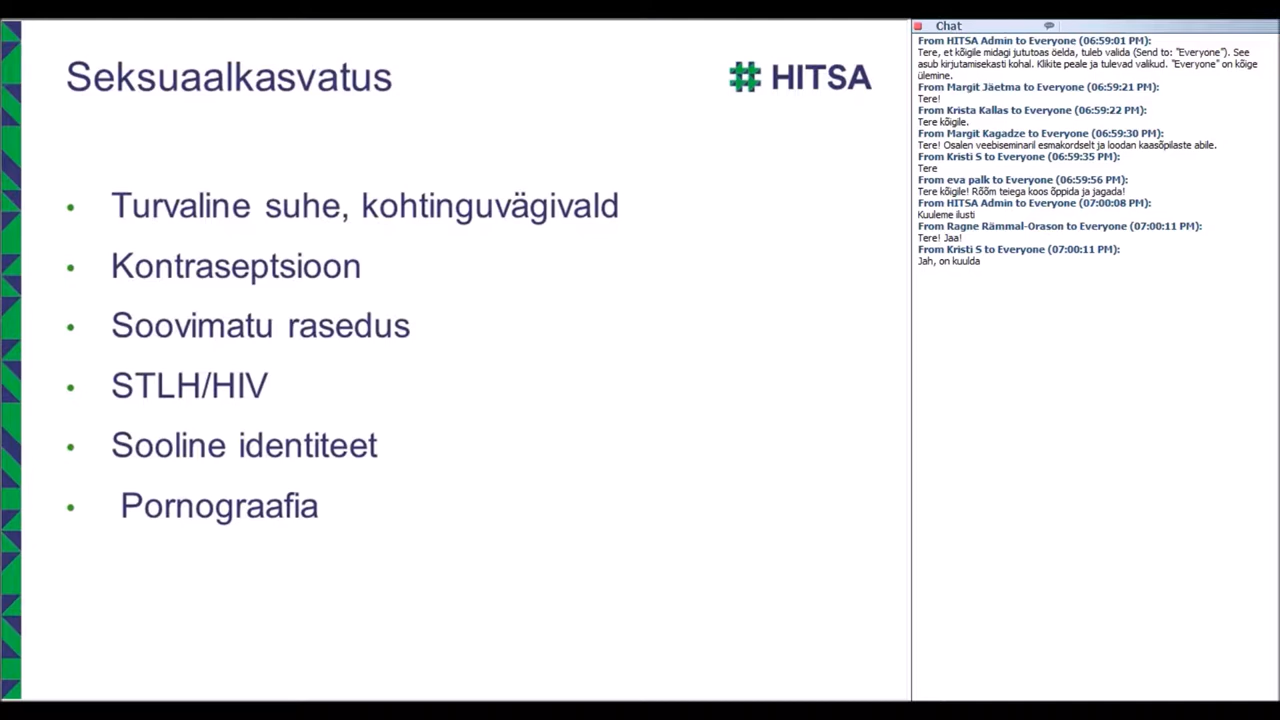 Seksuaalkasvatus
HITSA
• Turvaline suhe, kohtinguvägivald
• Kontraseptsioon
• Soovimatu rasedus
• STLH/HIV
• Sooline identiteet
• Pornograafia
Chat
From HITSA Admin to Everyone (06:59:01 PM):
Tere, et kõigile midagi jututoas öelda, tuleb valida (Send to: "Everyone"). See
asub kirjutamisekasti kohal. Klikite peale ja tulevad valikud. "Everyone" on kõige
ülemine.
From Margit Jäetma to Everyone (06:59:21 PM):
Tere!
From Krista Kallas to Everyone (06:59:22 PM):
Tere kõigile.
From Margit Kagadze to Everyone (06:59:30 PM):
Tere! Osalen veebiseminaril esmakordselt ja loodan kaasõpilaste abile.
From Kristi S to Everyone (06:59:35 PM):
Tere
From eva palk to Everyone (06:59:56 PM):
Tere kõigile! Rõõm teiega koos õppida ja jagada!
From HITSA Admin to Everyone (07:00:08 PM):
Kuuleme ilusti
From Ragne Rämmal-Orason to Everyone (07:00:11 PM):
Tere! Jaa!
From Kristi S to Everyone (07:00:11 PM):
Jah, on kuulda